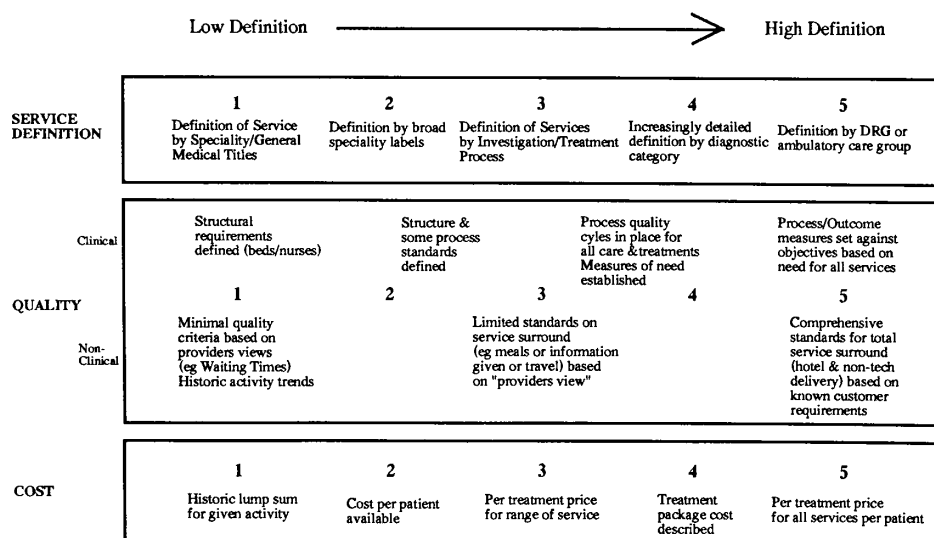 Low Definition
High Definition
SERVICE
DEFINITION
1
Definition of Service
by Speciality/General
Medical Titles
2
Definition by broad
speciality labels
3
Definition of Services
by Investigation/Treatment
Process
4
Increasingly detailed
definition by diagnostic
category
5
Definition by DRG or
ambulatory care group
QUALITY
Clinical
Structural
requirements
defined (beds/nurses)
Structure &
some process
standards
defined
Process quality
cyles in place for
all care &treatments
Measures of need
established
Process/Outcome
measures set against
objectives based on
need for all services
1
2
3
4
5
Non-
Clinical
Minimal quality
criteria based on
providers views
(eg Waiting Times)
Historic activity trends
Limited standards on
service surround
(eg meals or information
given or travel) based
on "providers view"
Comprehensive
standards for total
service surround
(hotel & non-tech
delivery) based on
known customer
requirements
COST
1
Historic lump sum
for given activity
2
Cost per patient
available
3
Per treatment price
for range of service
4
Treatment
package cost
described
5
Per treatment price
for all services per patient